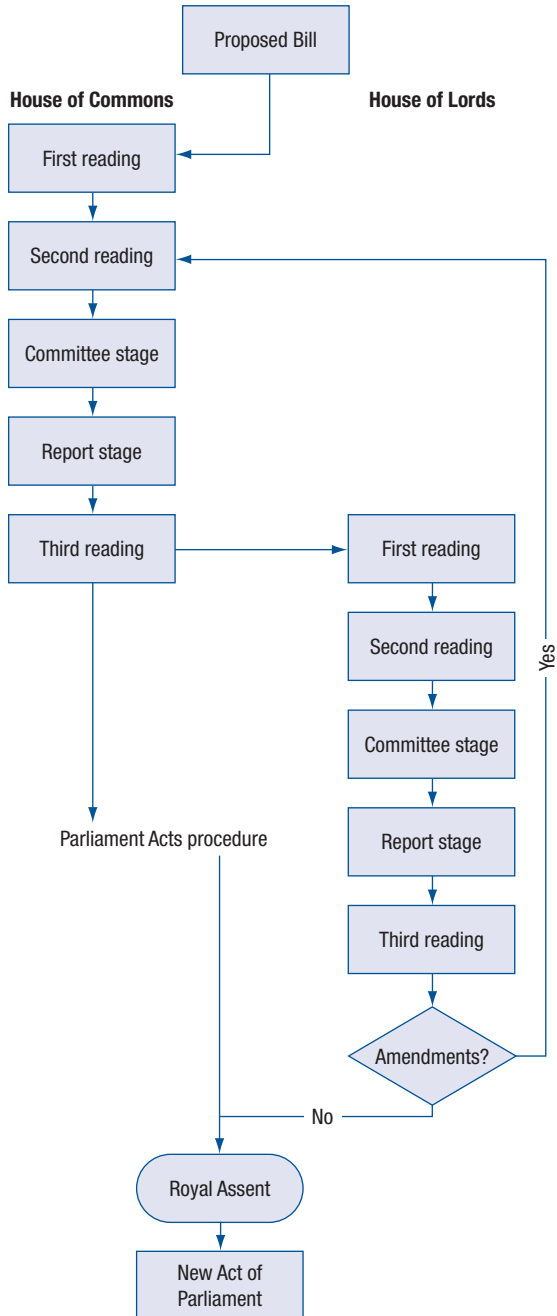 Proposed Bill
House of Commons
House of Lords
First reading
Second reading
Committee stage
Report stage
Third reading
First reading
Second reading
Yes
Committee stage
Parliament Acts procedure
Report stage
Third reading
Amendments?
No
Royal Assent
New Act of
Parliament